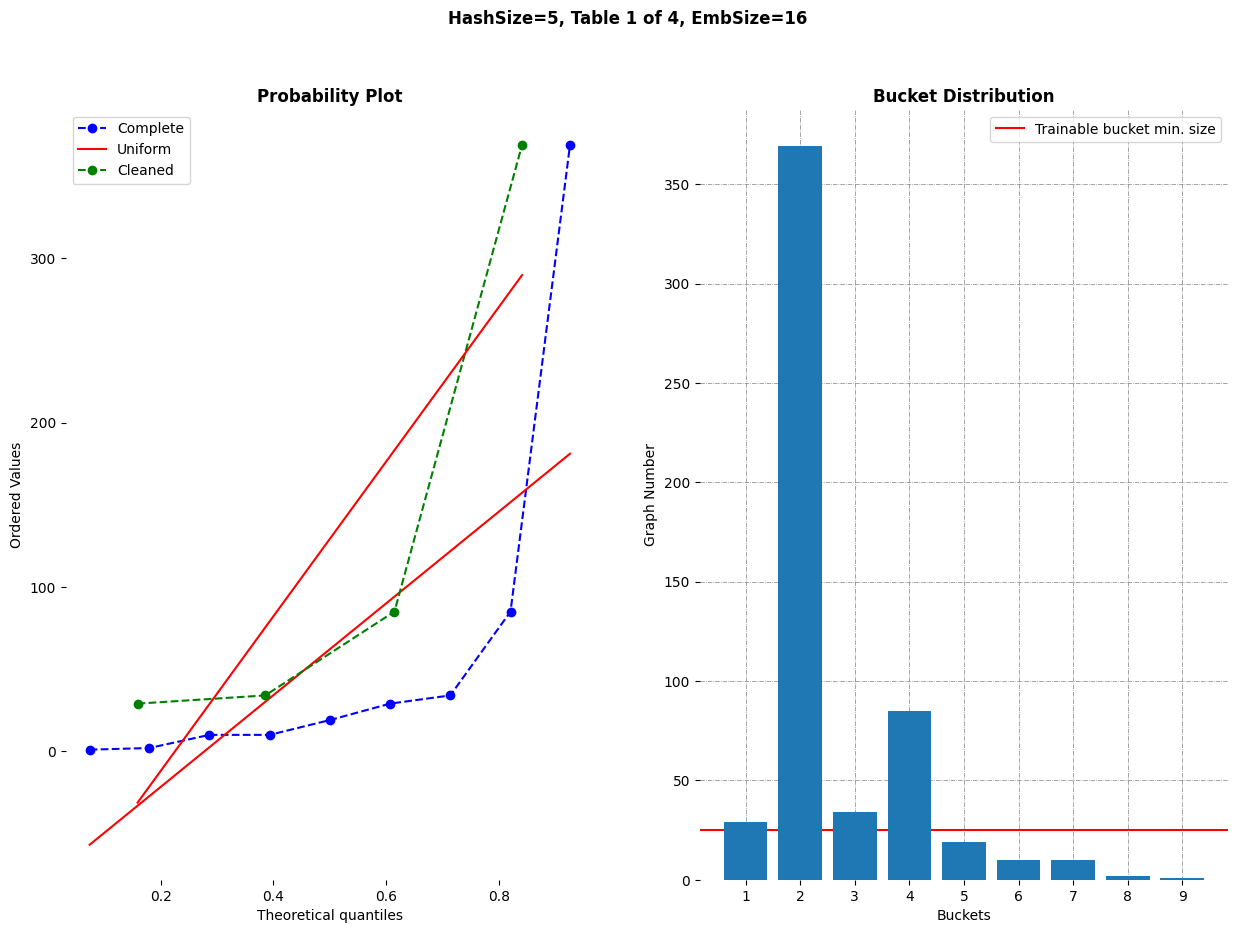 HashSize=5, Table 1 of 4, EmbSize=16
Probability Plot
Complete
Uniform
Cleaned
Ordered Values
300
200
100
0
0.2 0.4 0.6 0.8
Theoretical quantiles
Bucket Distribution
Trainable bucket min. size
Graph Number
350
300
250
200
150
100
50
0
1 2 3 4 5 6 7 8 9
Buckets